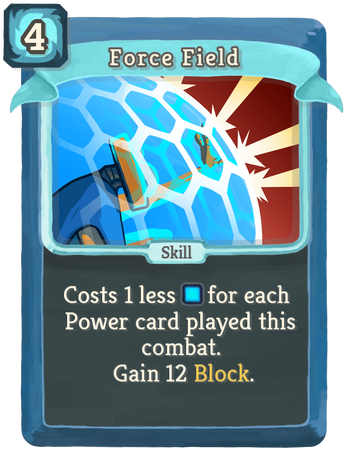 4
Force Field
Skill
Costs 1 less for each
Power card played this
combat.
Gain 12 Block.